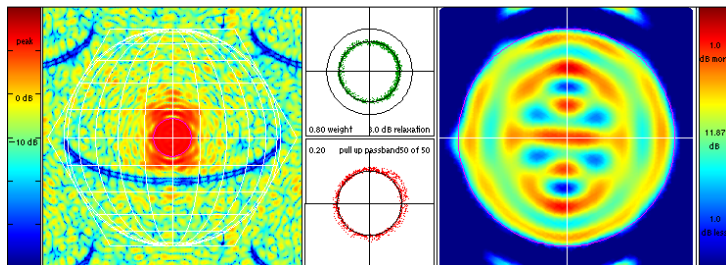 peak
0 dB
-10 dB
0.80 weight
3.0 dB relaxation
0.20
pull up passband
50 of 50
1.0
dB mor
11.87
dB
1.0
dB less